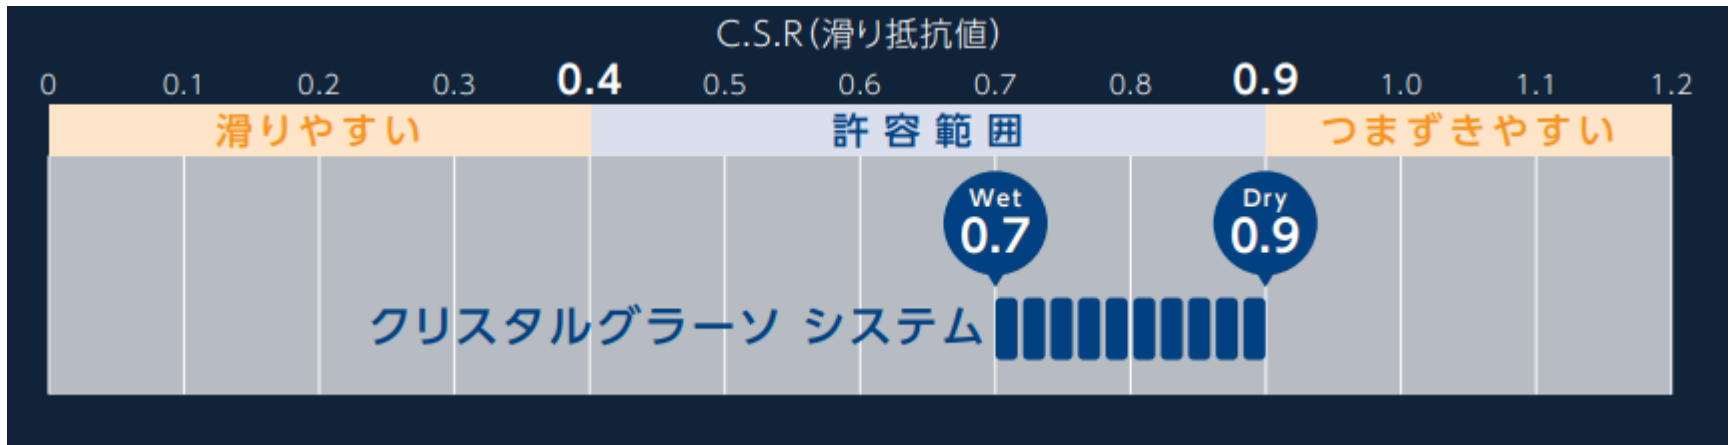 C.S.R(滑り抵抗値)
0 0.1 0.2 0.3 0.4 0.5 0.6 0.7 0.8 0.9 1.0 1.1 1.2
滑りやすい 許容範囲 つまずきやすい
Wet Dry
0.7 0.9
クリスタルグラーソ システム